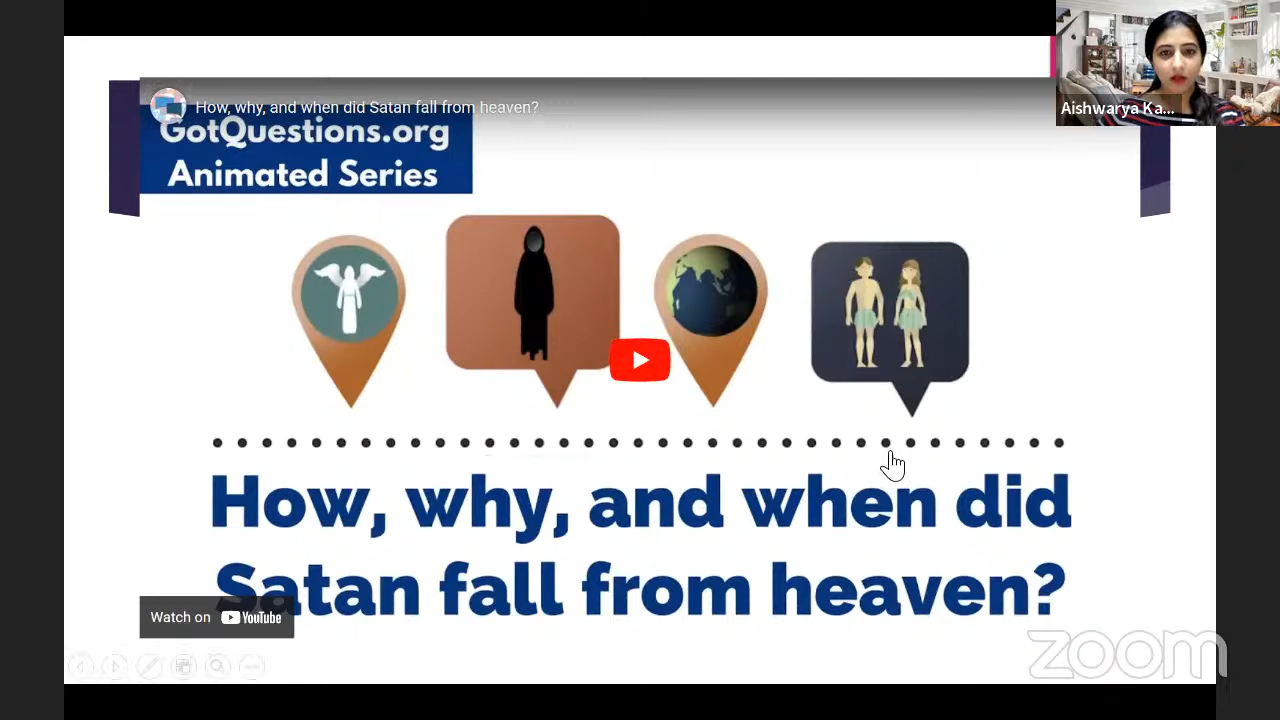 How, why, and when did Satan fall from heaven?
GotQuestions.org
Animated Series
Aishwarya Ka...
How, why, and when did
Satan fall from heaven?
Watch on YouTube
zoom